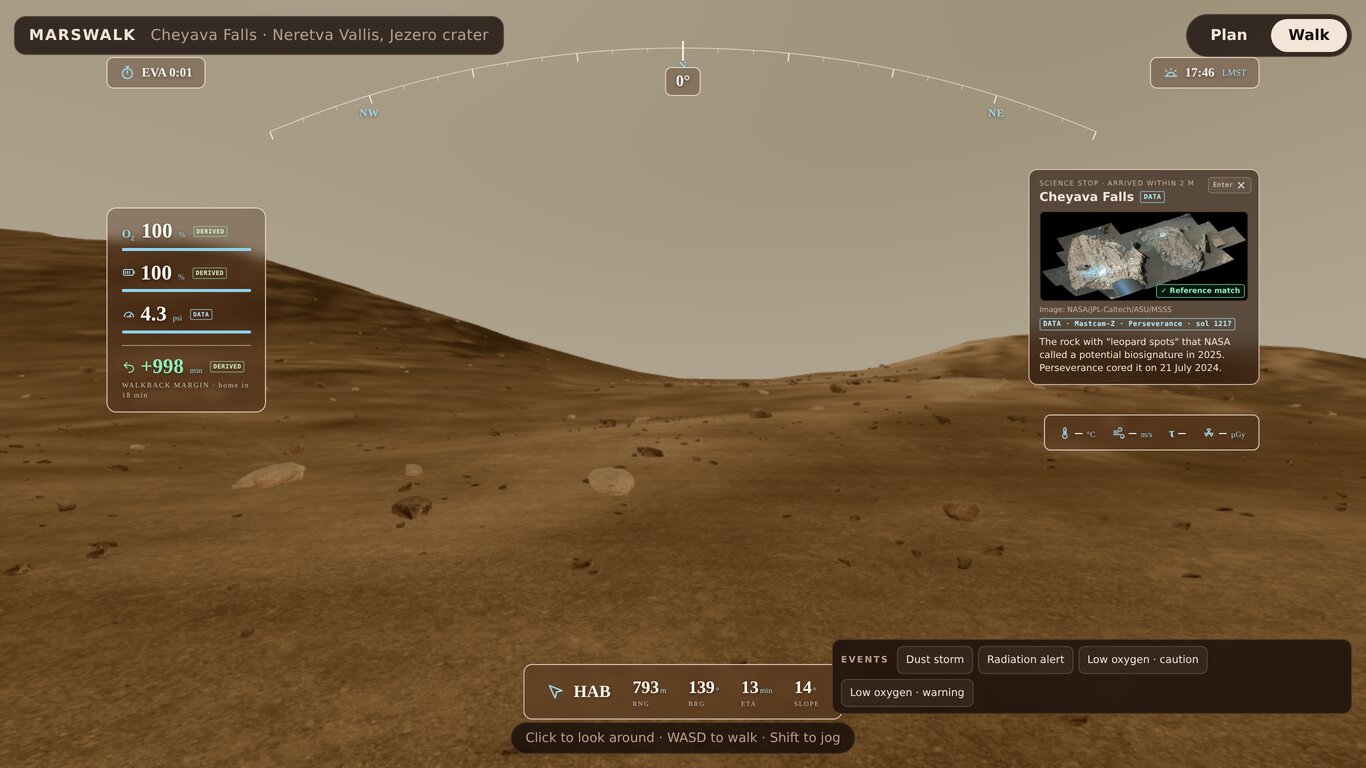 MARSWALK Cheyava Falls · Neretva Vallis, Jezero crater
Plan Walk
EVA 0:01
N
0°
17:46 LMST
NW
NE
SCIENCE STOP · ARRIVED WITHIN 2 M
Enter ✕
Cheyava Falls DATA
✓ Reference match
Image: NASA/JPL-Caltech/ASU/MSSS
DATA · Mastcam-Z · Perseverance · sol 1217
The rock with "leopard spots" that NASA
called a potential biosignature in 2025.
Perseverance cored it on 21 July 2024.
O₂ 100 % DERIVED
100 % DERIVED
4.3 psi DATA
+998 min DERIVED
WALKBACK MARGIN · home in
18 min
— °C — m/s τ — — µGy
EVENTS Dust storm Radiation alert Low oxygen · caution
Low oxygen · warning
HAB 793 m 139 ° 13 min 14 °
RNG BRG ETA SLOPE
Click to look around · WASD to walk · Shift to jog